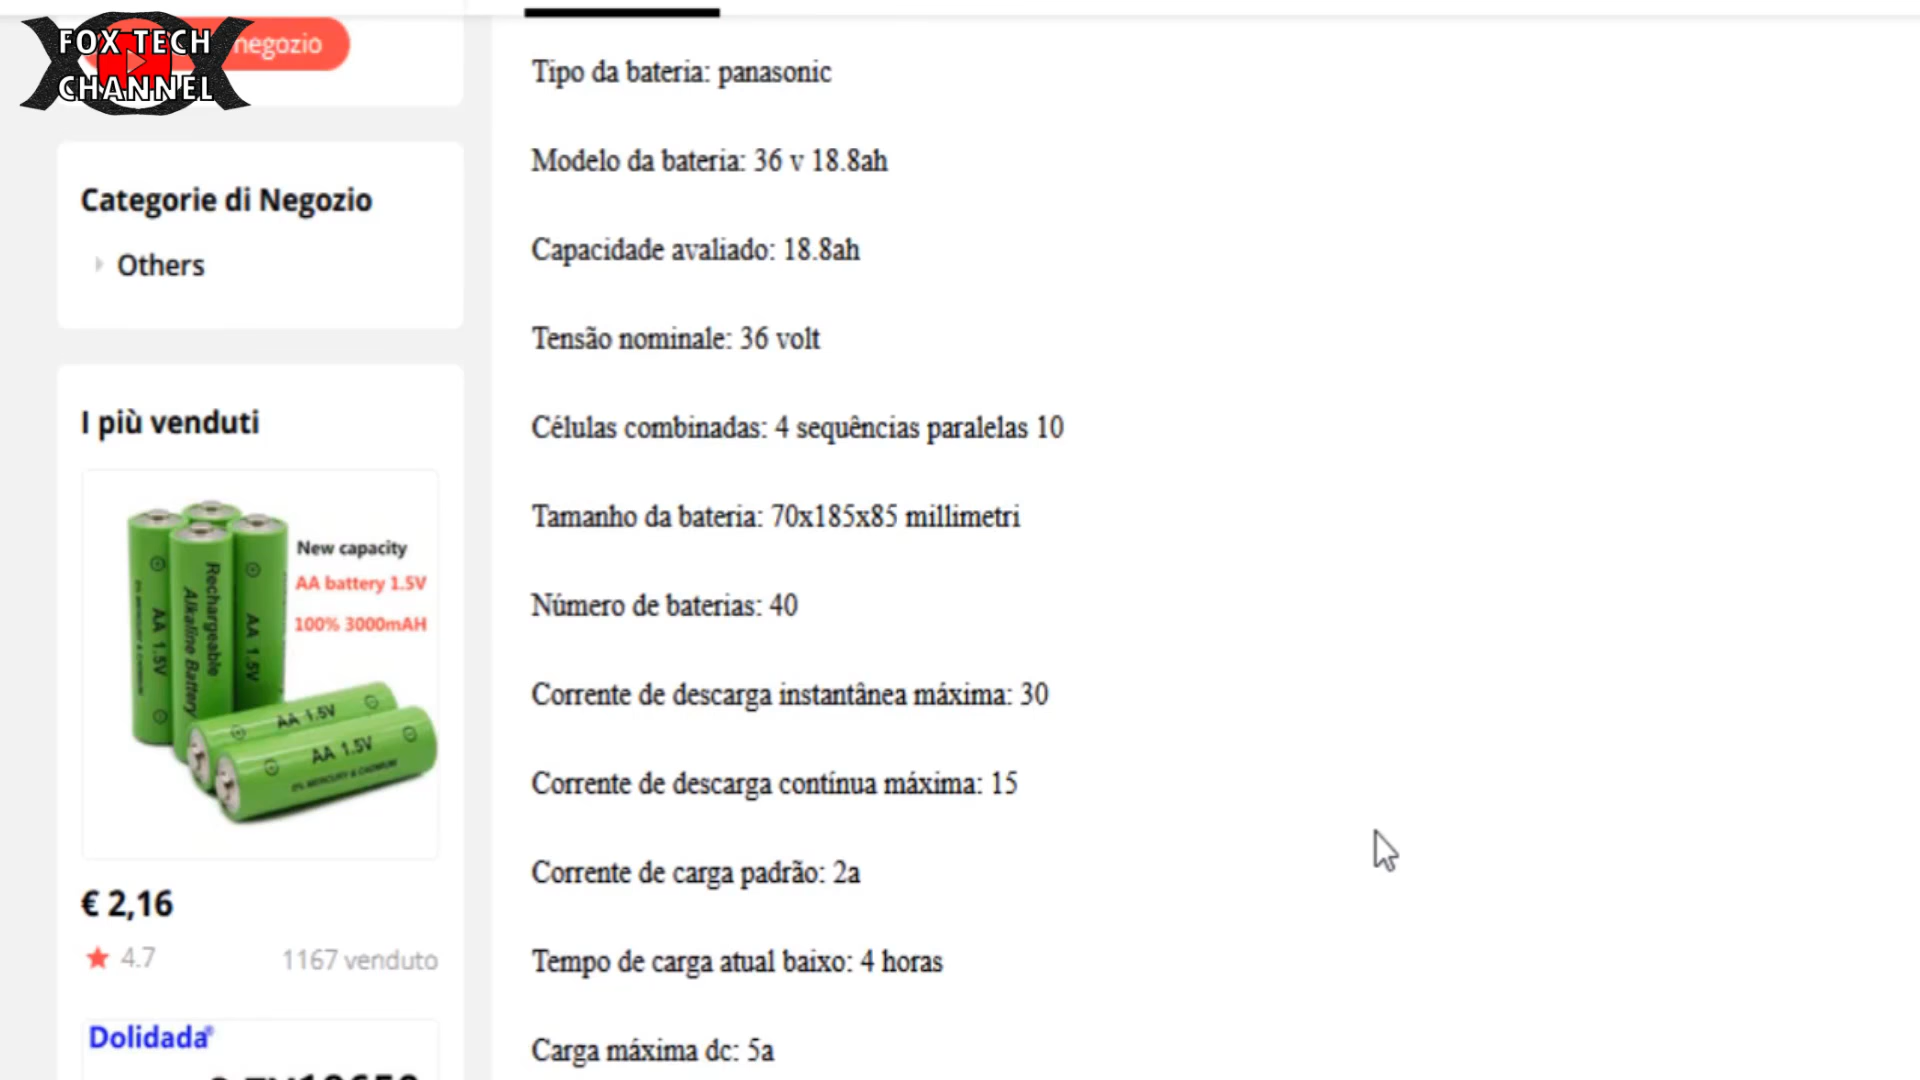 FOX TECH
CHANNEL
negozio
Categorie di Negozio
Others
I più venduti
New capacity
AA battery 1.5V
100% 3000mAH
Rechargeable
Alkaline Battery
AA 1.5V
AA 1.5V
AA 1.5V
AA 1.5V
0% MERCURY & CADMIUM
€ 2,16
4.7
1167 venduto
Dolidada®
Tipo da bateria: panasonic
Modelo da bateria: 36 v 18.8ah
Capacidade avaliado: 18.8ah
Tensão nominale: 36 volt
Células combinadas: 4 sequências paralelas 10
Tamanho da bateria: 70x185x85 millimetri
Número de baterias: 40
Corrente de descarga instantânea máxima: 30
Corrente de descarga contínua máxima: 15
Corrente de carga padrão: 2a
Tempo de carga atual baixo: 4 horas
Carga máxima dc: 5a